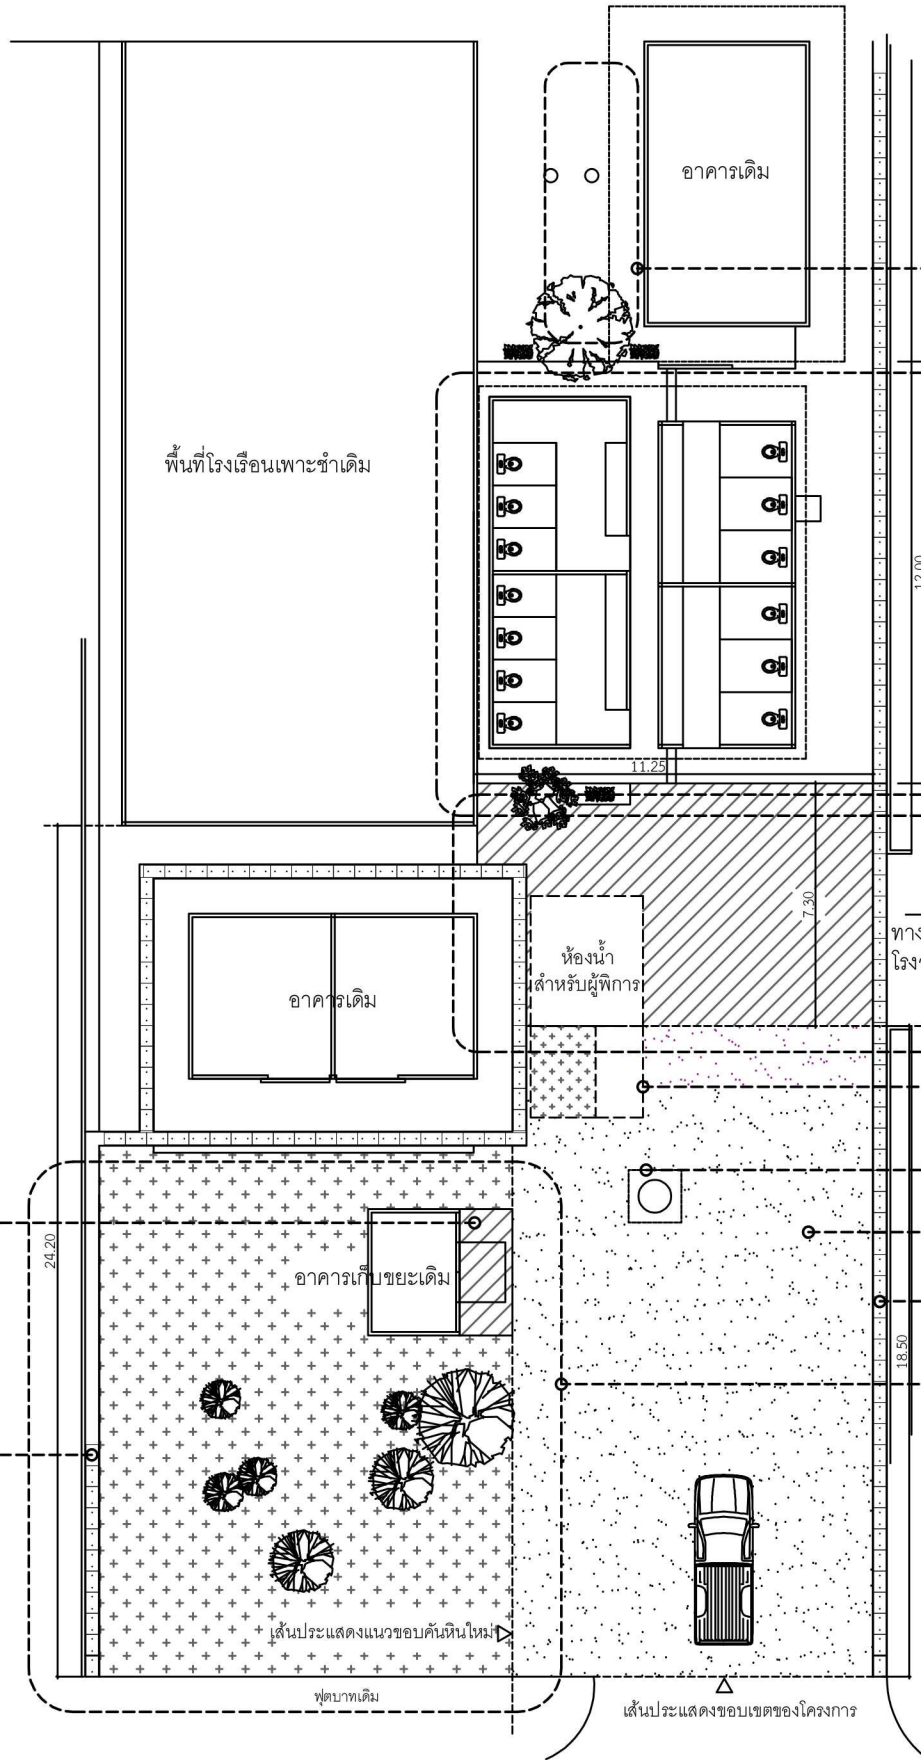 อาคารเดิม
พื้นที่โรงเรือนเพาะชำเดิม
12.00
11.25
7.30
ห้องน้ำ
สำหรับผู้พิการ
ทาง
อาคารเดิม
24.20
อาคารเก็บขยะเดิม
18.50
เส้นประแสดงแนวขอบคันหินใหม่
ฟุตบาทเดิม
เส้นประแสดงขอบเขตของโครงการ